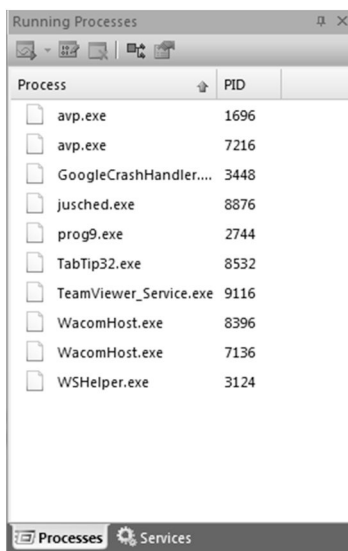 Running Processes
Process PID
avp.exe 1696
avp.exe 7216
GoogleCrashHandler.... 3448
jusched.exe 8876
prog9.exe 2744
TabTip32.exe 8532
TeamViewer_Service.exe 9116
WacomHost.exe 8396
WacomHost.exe 7136
WSHelper.exe 3124
Processes Services